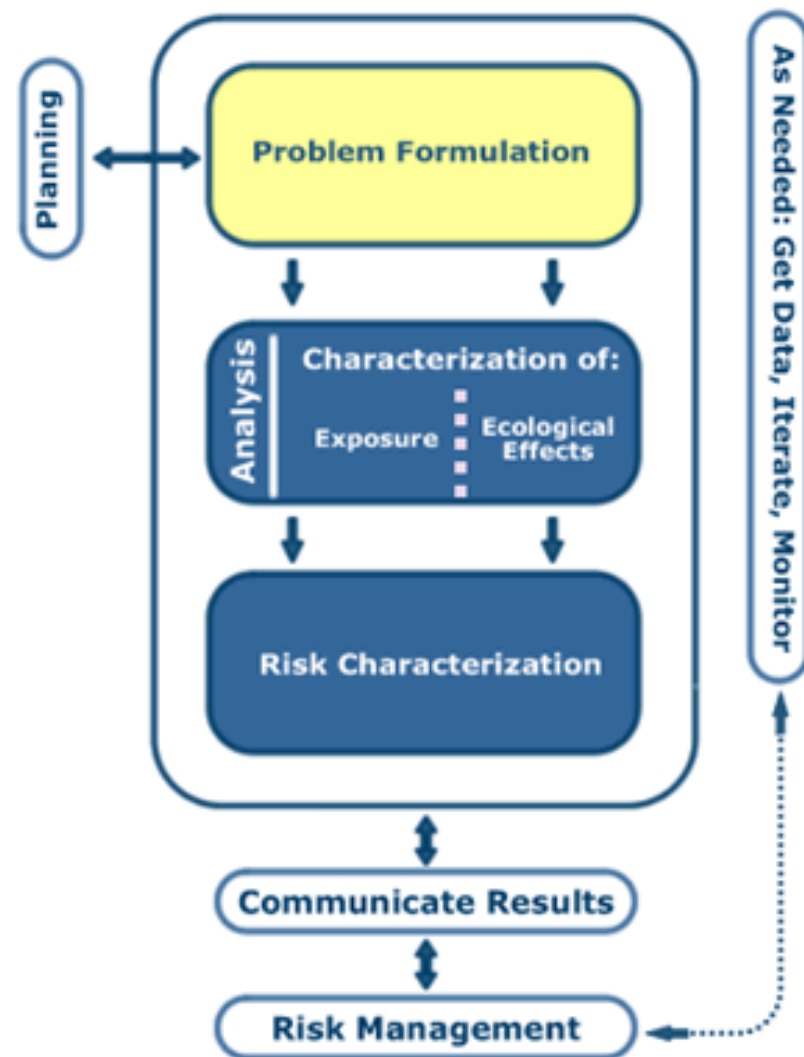 Planning
Problem Formulation
Analysis
Characterization of:
Exposure
Ecological
Effects
Risk Characterization
Communicate Results
Risk Management
As Needed: Get Data, Iterate, Monitor